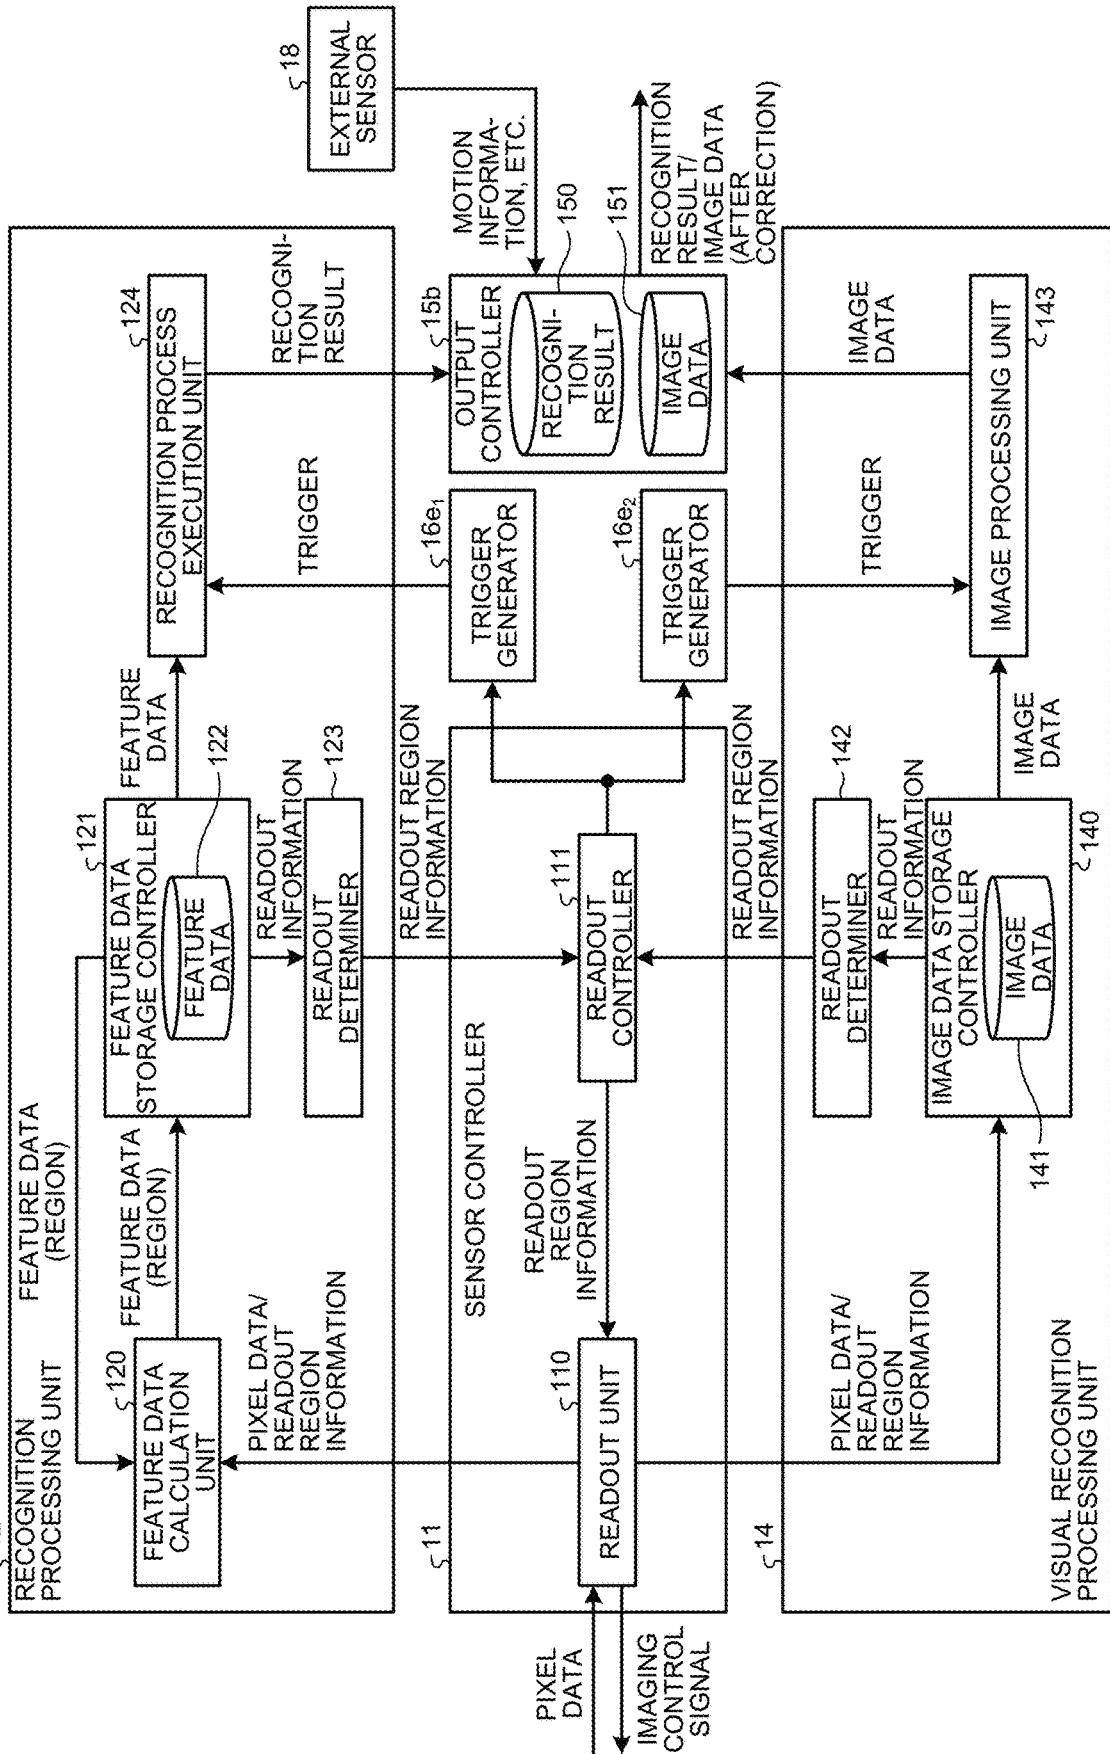 RECOGNITION
PROCESSING UNIT
120
FEATURE DATA
CALCULATION
UNIT
FEATURE DATA
(REGION)
FEATURE DATA
(REGION)
121
FEATURE DATA
STORAGE CONTROLLER
FEATURE
DATA
122
FEATURE
DATA
124
RECOGNITION PROCESS
EXECUTION UNIT
READOUT
INFORMATION
READOUT
DETERMINER
123
PIXEL DATA/
READOUT
REGION
INFORMATION
READOUT REGION
INFORMATION
TRIGGER
RECOGNI-
TION
RESULT
18
EXTERNAL
SENSOR
MOTION
INFORMA-
TION, ETC.
11
SENSOR CONTROLLER
PIXEL
DATA
IMAGING
CONTROL
SIGNAL
110
READOUT UNIT
READOUT
REGION
INFORMATION
111
READOUT
CONTROLLER
16e1
TRIGGER
GENERATOR
16e2
TRIGGER
GENERATOR
15b
OUTPUT
CONTROLLER
RECOGNI-
TION
RESULT
150
IMAGE
DATA
151
RECOGNITION
RESULT/
IMAGE DATA
(AFTER
CORRECTION)
14
PIXEL DATA/
READOUT
REGION
INFORMATION
READOUT REGION
INFORMATION
READOUT
DETERMINER
142
READOUT
INFORMATION
IMAGE DATA STORAGE
CONTROLLER
IMAGE
DATA
141
140
IMAGE
DATA
TRIGGER
IMAGE
DATA
IMAGE PROCESSING UNIT
143
VISUAL RECOGNITION
PROCESSING UNIT